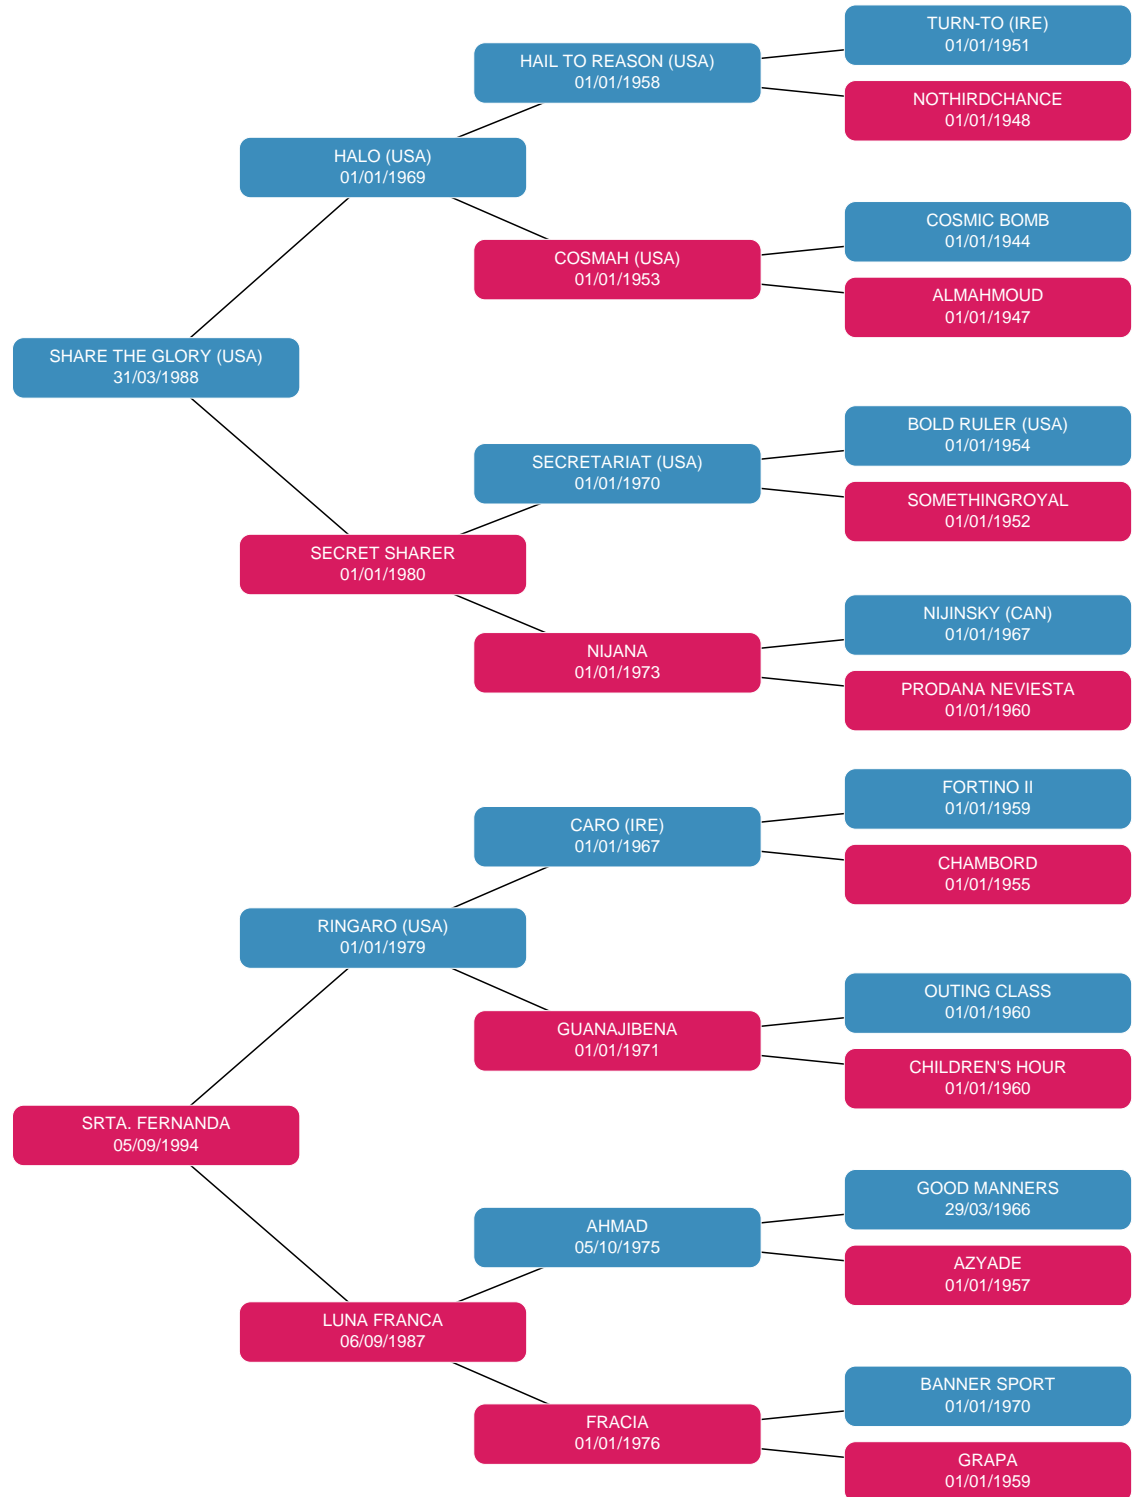 TURN-TO (IRE)
01/01/1951
HAIL TO REASON (USA)
01/01/1958
NOTHIRDCHANCE
01/01/1948
HALO (USA)
01/01/1969
COSMIC BOMB
01/01/1944
COSMAH (USA)
01/01/1953
ALMAHMOUD
01/01/1947
SHARE THE GLORY (USA)
31/03/1988
BOLD RULER (USA)
01/01/1954
SECRETARIAT (USA)
01/01/1970
SOMETHINGROYAL
01/01/1952
SECRET SHARER
01/01/1980
NIJINSKY (CAN)
01/01/1967
NIJANA
01/01/1973
PRODANA NEVIESTA
01/01/1960
FORTINO II
01/01/1959
CARO (IRE)
01/01/1967
CHAMBORD
01/01/1955
RINGARO (USA)
01/01/1979
OUTING CLASS
01/01/1960
GUANAJIBENA
01/01/1971
CHILDREN'S HOUR
01/01/1960
SRTA. FERNANDA
05/09/1994
GOOD MANNERS
29/03/1966
AHMAD
05/10/1975
AZYADE
01/01/1957
LUNA FRANCA
06/09/1987
BANNER SPORT
01/01/1970
FRACIA
01/01/1976
GRAPA
01/01/1959